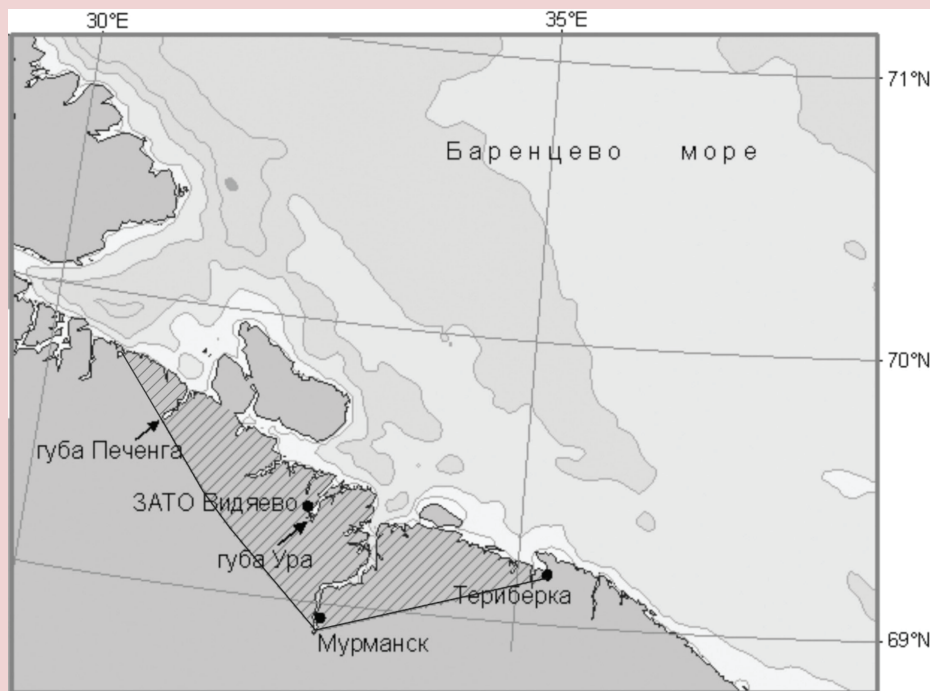 30°E
35°E
71°N
Баренцево море
70°N
губа Печенга
ЗАТО Видяево
губа Ура
Териберка
Мурманск
69°N